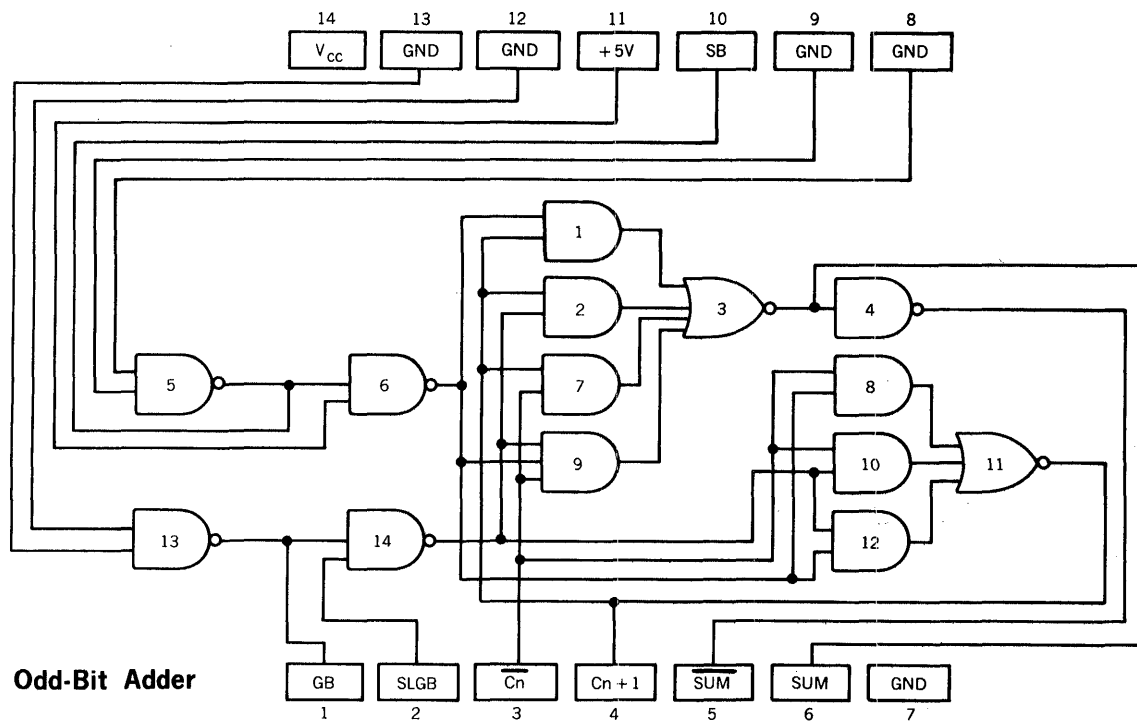 14 13 12 11 10 9 8
VCC GND GND +5V SB GND GND
1
2
3
4
5
6
7
8
9
10
11
12
13
14
Odd-Bit Adder
GB SLGB C̅n̅ Cn+1 S̅U̅M̅ SUM GND
1 2 3 4 5 6 7